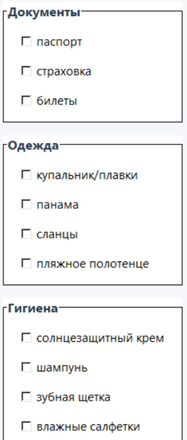 Документы
паспорт
страховка
билеты
Одежда
купальник/плавки
панама
сланцы
пляжное полотенце
Гигиена
солнцезащитный крем
шампунь
зубная щетка
влажные салфетки